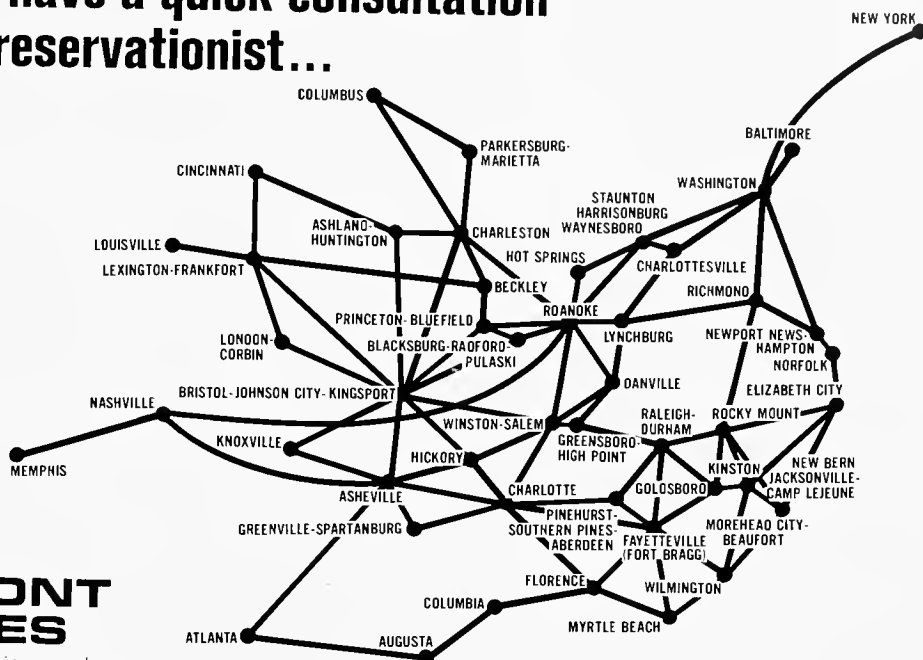 have a quick consultation
reservationist...
NEW YORK
COLUMBUS
BALTIMORE
PARKERSBURG-
MARIETTA
CINCINNATI
WASHINGTON
STAUNTON
HARRISONBURG
WAYNESBORO
ASHLAND-
HUNTINGTON
CHARLESTON
LOUISVILLE
HOT SPRINGS
CHARLOTTESVILLE
LEXINGTON-FRANKFORT
BECKLEY
RICHMOND
ROANOKE
PRINCETON-BLUEFIELD
LYNCHBURG
NEWPORT NEWS-
HAMPTON
LONDON-
CORBIN
BLACKSBURG-RADFORD-
PULASKI
NORFOLK
BRISTOL-JOHNSON CITY-KINGSPORT
DANVILLE
ELIZABETH CITY
NASHVILLE
RALEIGH-
DURHAM
ROCKY MOUNT
WINSTON-SALEM
GREENSBORO-
HIGH POINT
KNOXVILLE
MEMPHIS
HICKORY
KINSTON
NEW BERN
JACKSONVILLE-
CAMP LEJEUNE
ASHEVILLE
CHARLOTTE
GOLDSBORO
GREENVILLE-SPARTANBURG
PINEHURST-
SOUTHERN PINES-
ABERDEEN
MOREHEAD CITY-
BEAUFORT
FAYETTEVILLE
(FORT BRAGG)
FLORENCE
WILMINGTON
COLUMBIA
MYRTLE BEACH
ATLANTA
AUGUSTA
ONT
ES